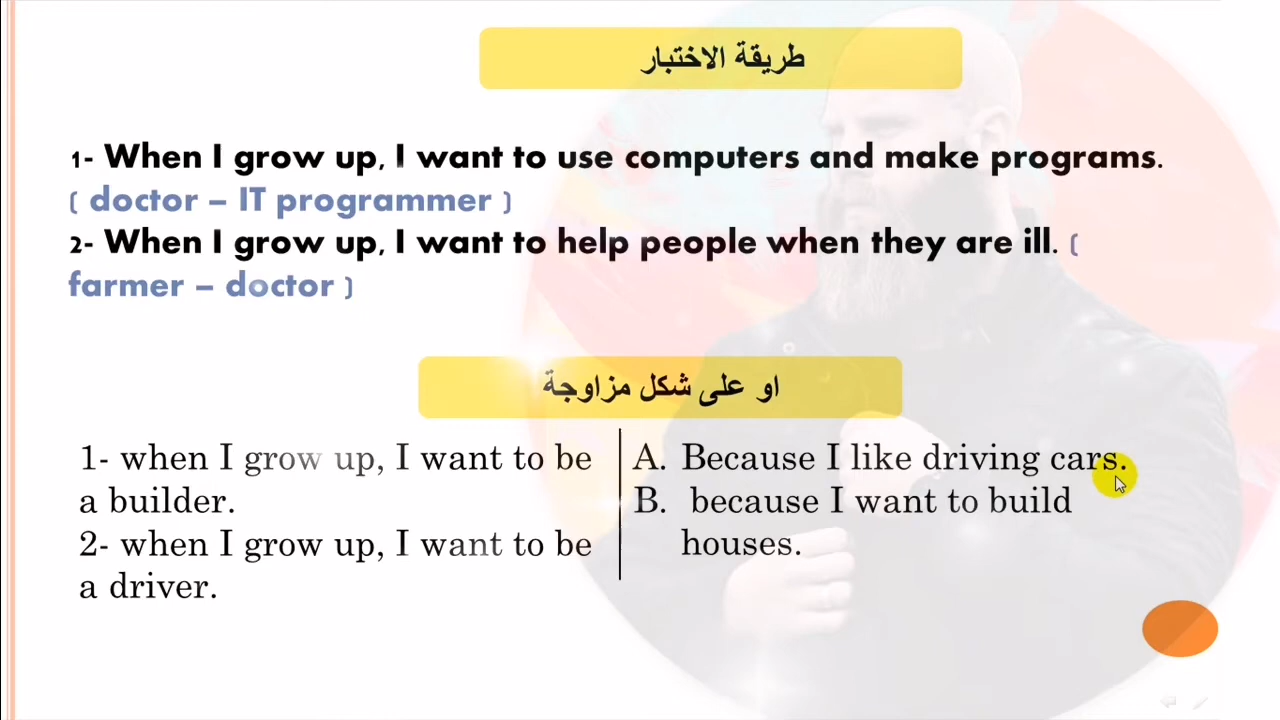 طريقة الاختبار
1- When I grow up, I want to use computers and make programs.
( doctor – IT programmer )
2- When I grow up, I want to help people when they are ill. (
farmer – doctor )
او على شكل مزاوجة
1- when I grow up, I want to be
a builder.
2- when I grow up, I want to be
a driver.
A. Because I like driving cars.
B. because I want to build
houses.